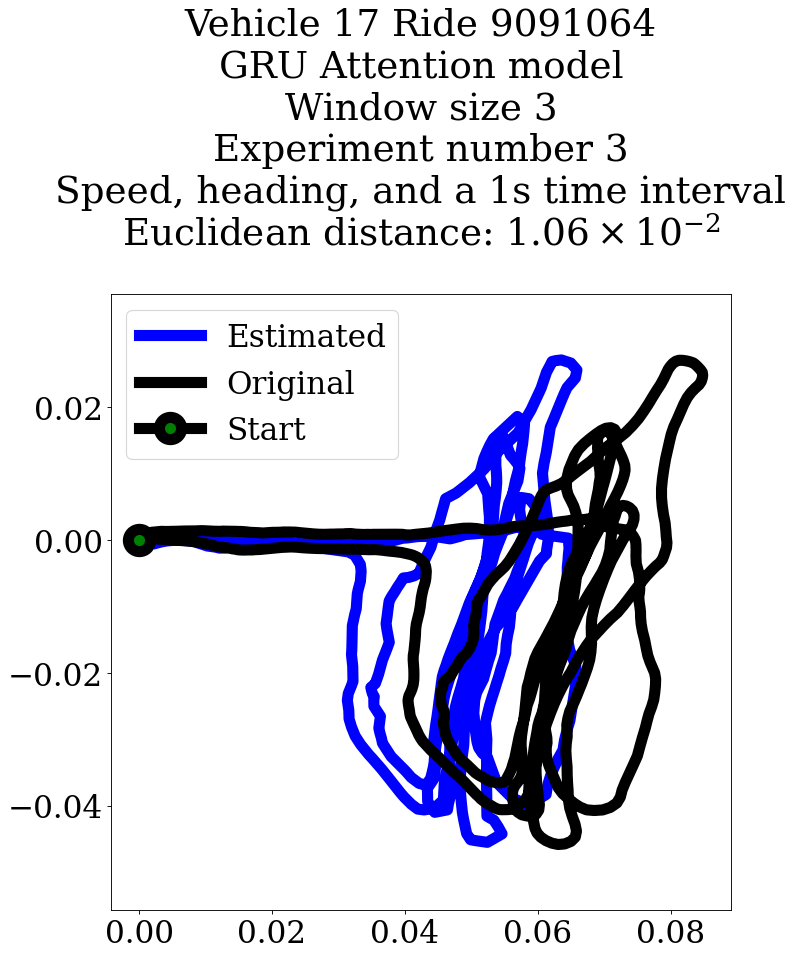 Vehicle 17 Ride 9091064
GRU Attention model
Window size 3
Experiment number 3
Speed, heading, and a 1s time interval
Euclidean distance: 1.06 × 10⁻²
Estimated
Original
Start
0.02
0.00
−0.02
−0.04
0.00 0.02 0.04 0.06 0.08